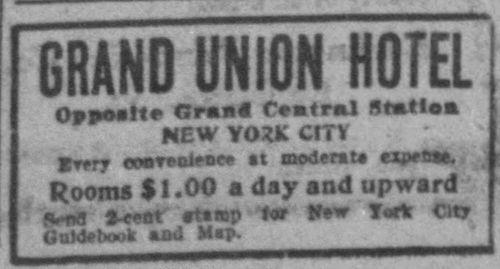 GRAND UNION HOTEL
Opposite Grand Central Station
NEW YORK CITY
Every convenience at moderate expense.
Rooms $1.00 a day and upward
Send 2-cent stamp for New York City
Guidebook and Map.